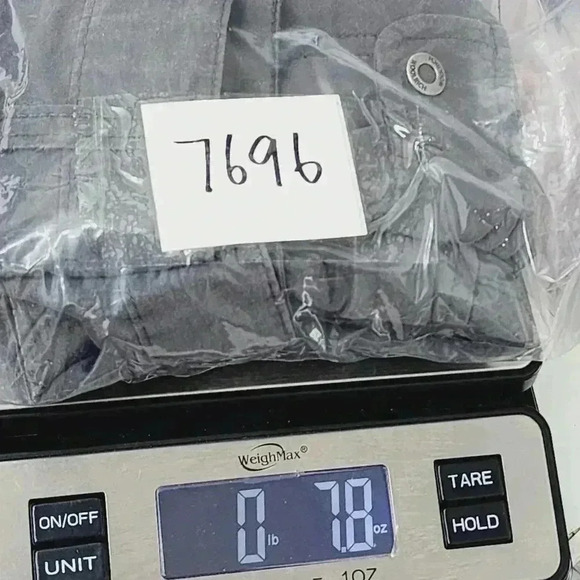 7696
WeighMax®
0 lb 7.8 oz
ON/OFF
UNIT
TARE
HOLD